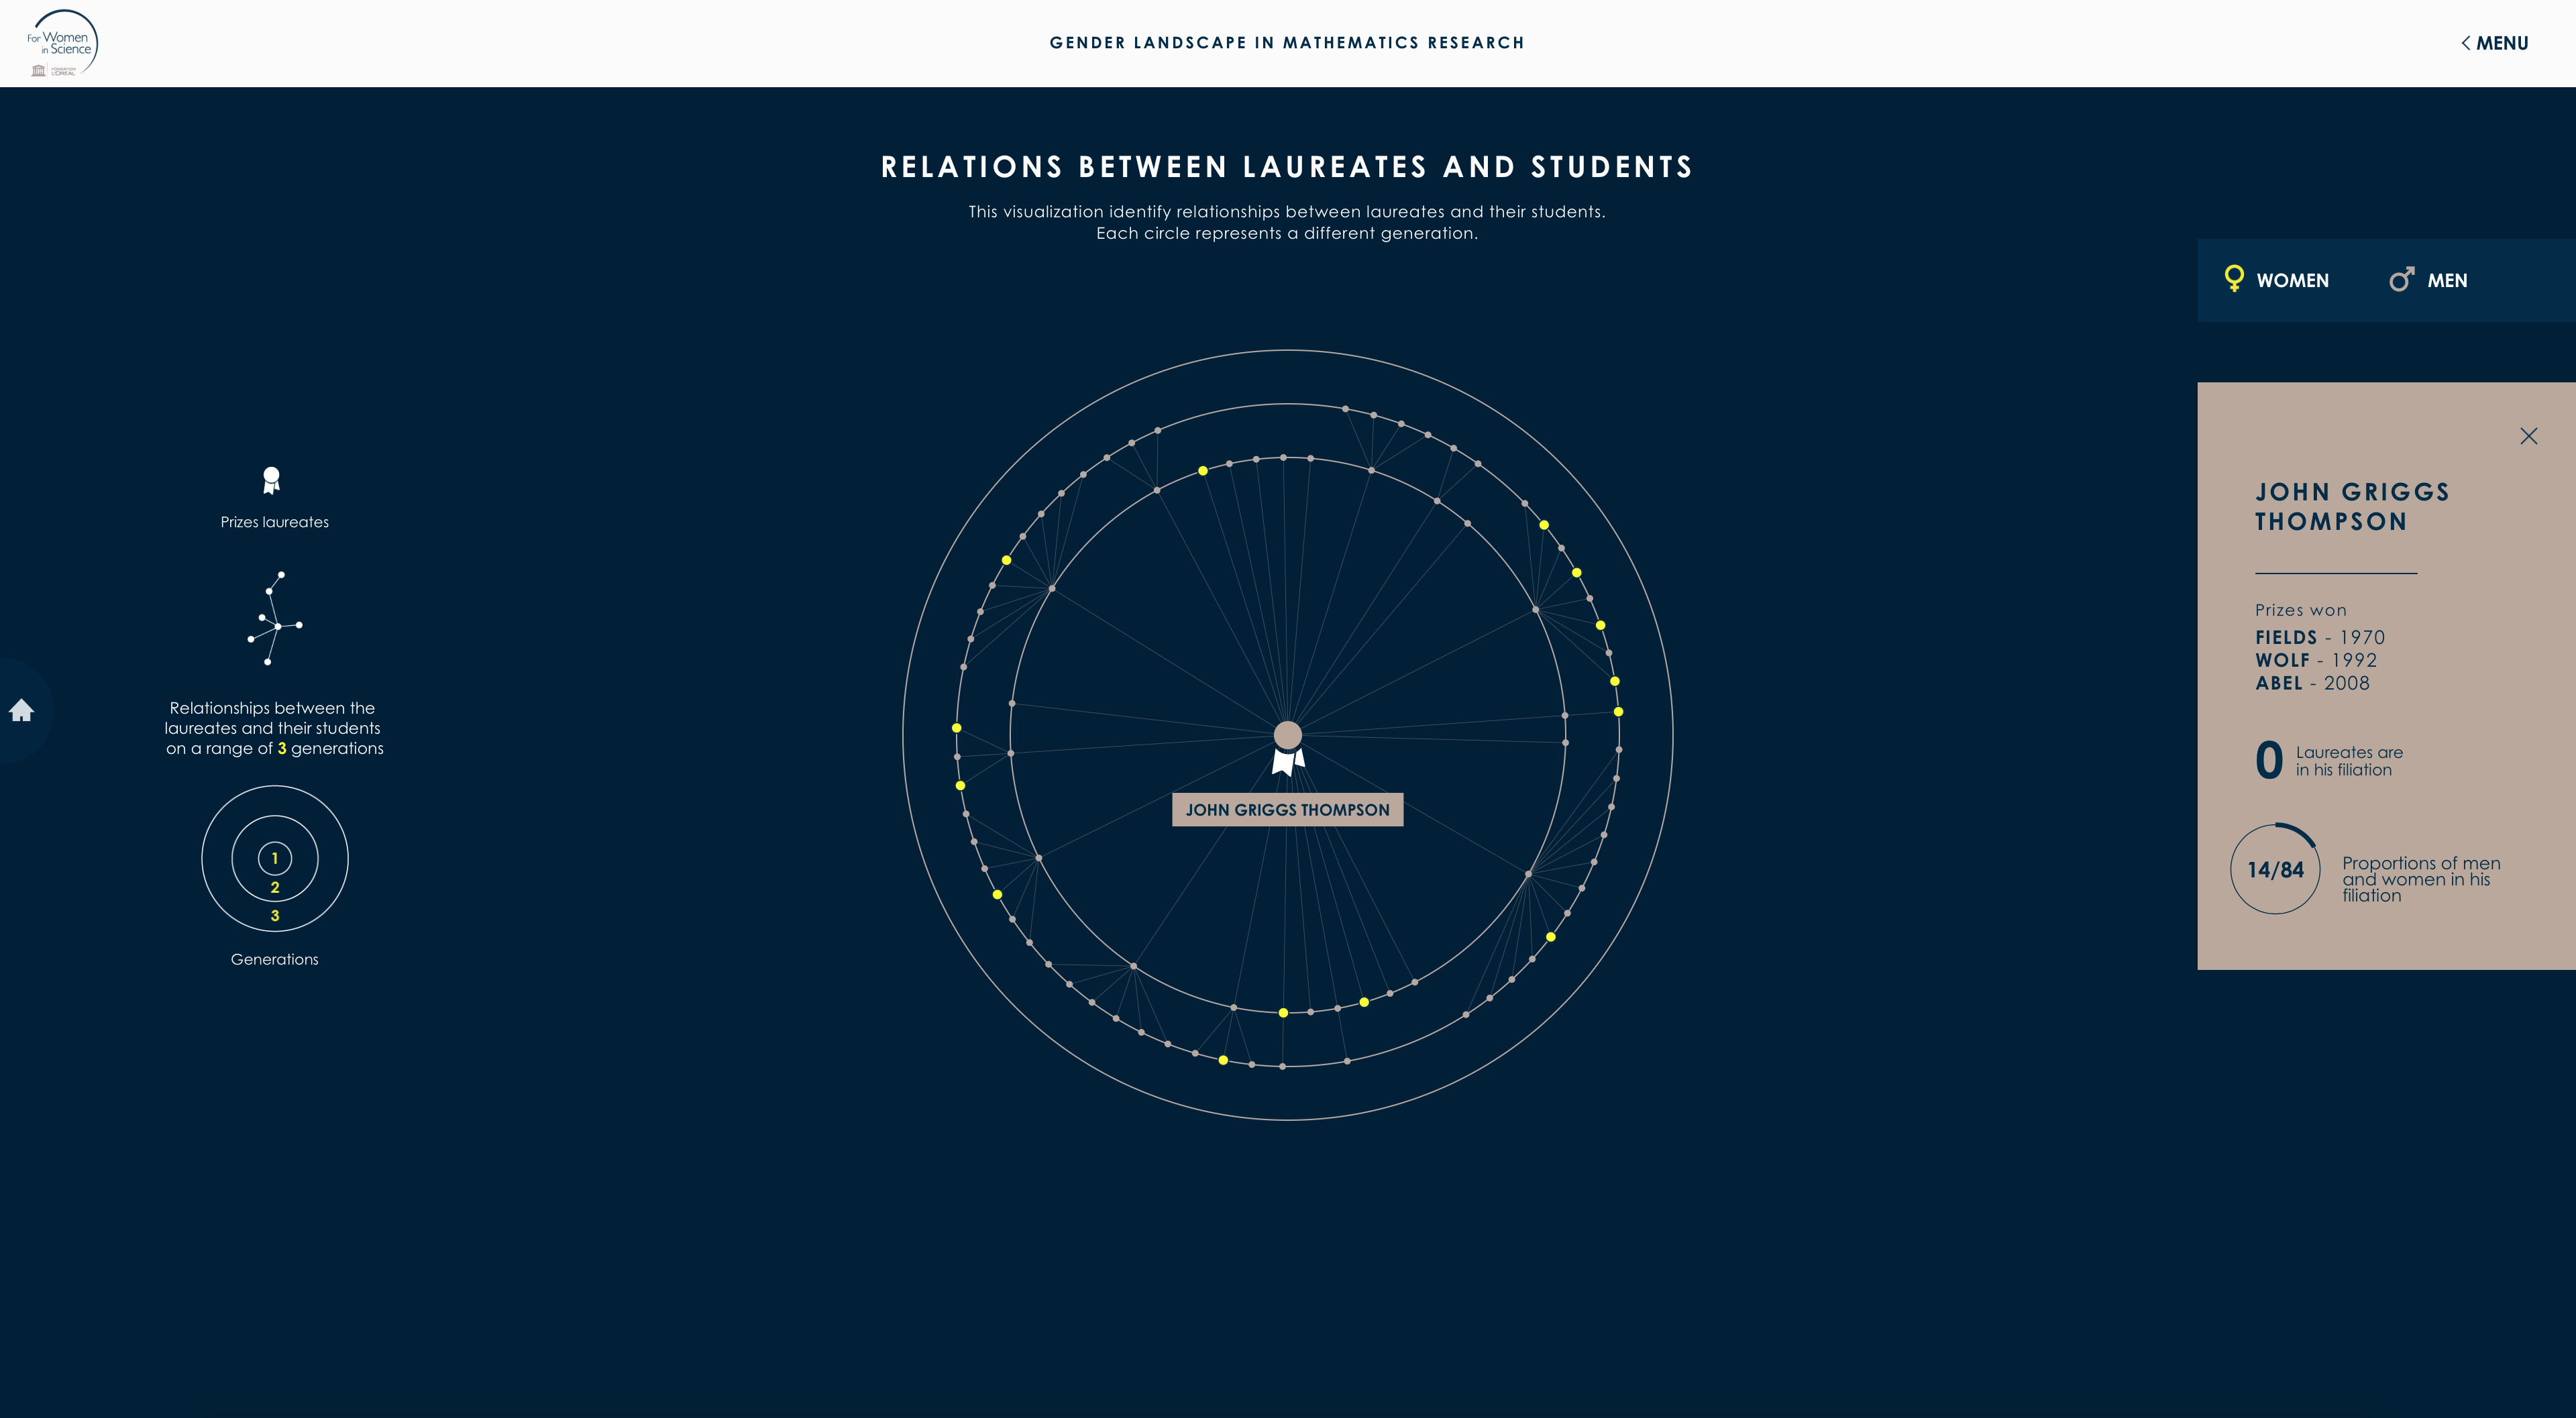 For Women
in Science
FONDATION
L'ORÉAL
GENDER LANDSCAPE IN MATHEMATICS RESEARCH
MENU
RELATIONS BETWEEN LAUREATES AND STUDENTS
This visualization identify relationships between laureates and their students.
Each circle represents a different generation.
WOMEN
MEN
Prizes laureates
Relationships between the
laureates and their students
on a range of 3 generations
1
2
3
Generations
JOHN GRIGGS THOMPSON
JOHN GRIGGS
THOMPSON
Prizes won
FIELDS - 1970
WOLF - 1992
ABEL - 2008
0
Laureates are
in his filiation
14/84
Proportions of men
and women in his
filiation